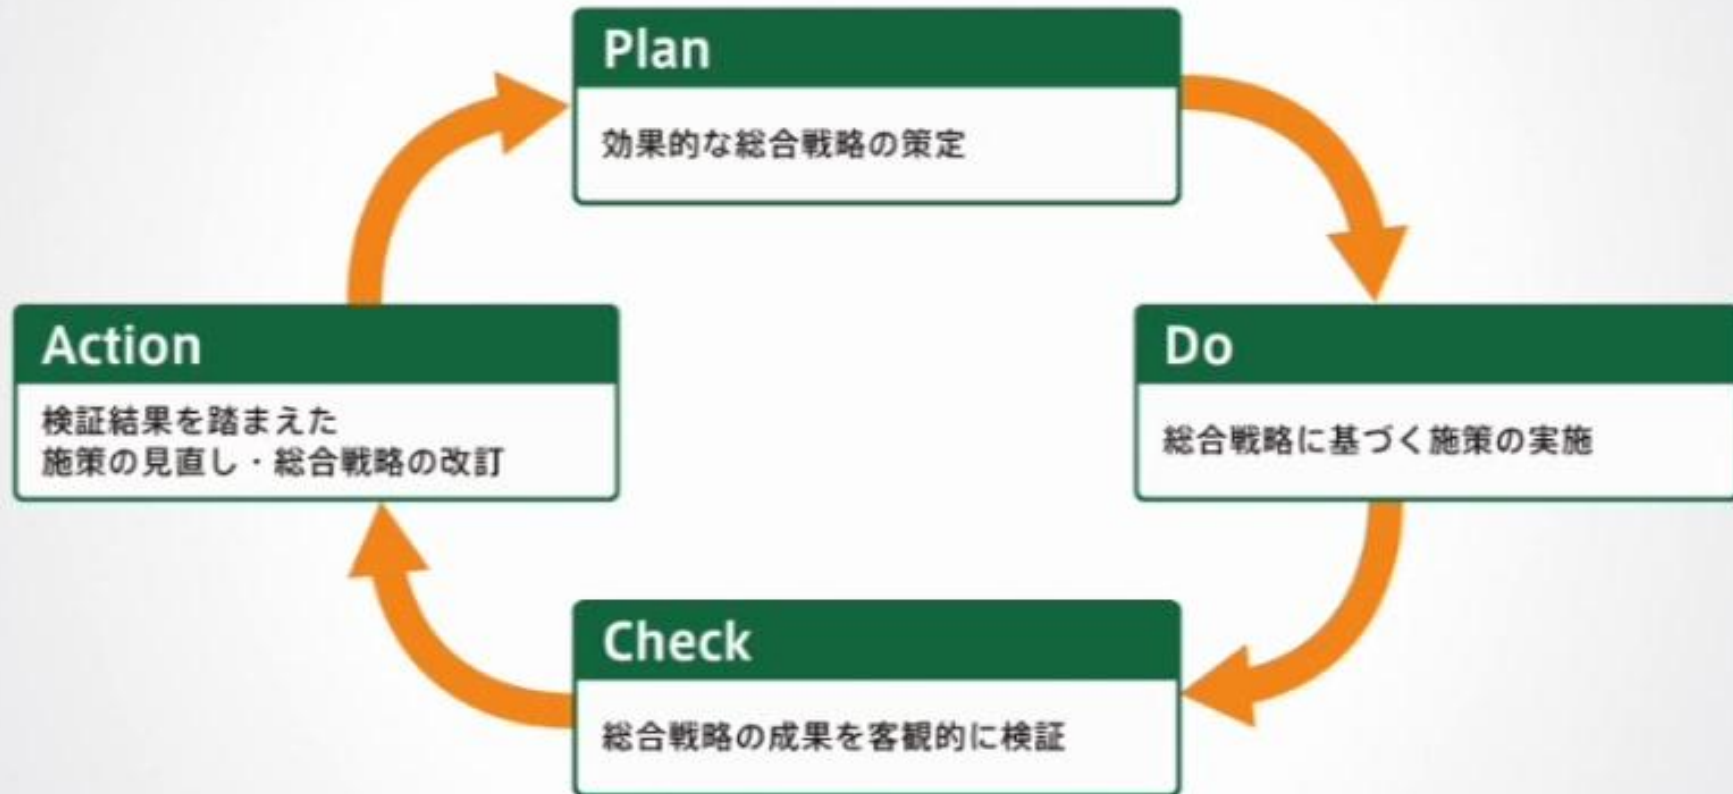 Plan
効果的な総合戦略の策定
Do
総合戦略に基づく施策の実施
Check
総合戦略の成果を客観的に検証
Action
検証結果を踏まえた
施策の見直し・総合戦略の改訂